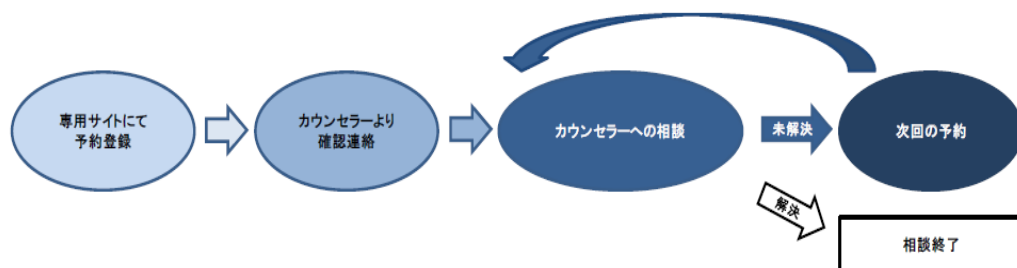 専用サイトにて
予約登録
カウンセラーより
確認連絡
カウンセラーへの相談
未解決
次回の予約
解決
相談終了